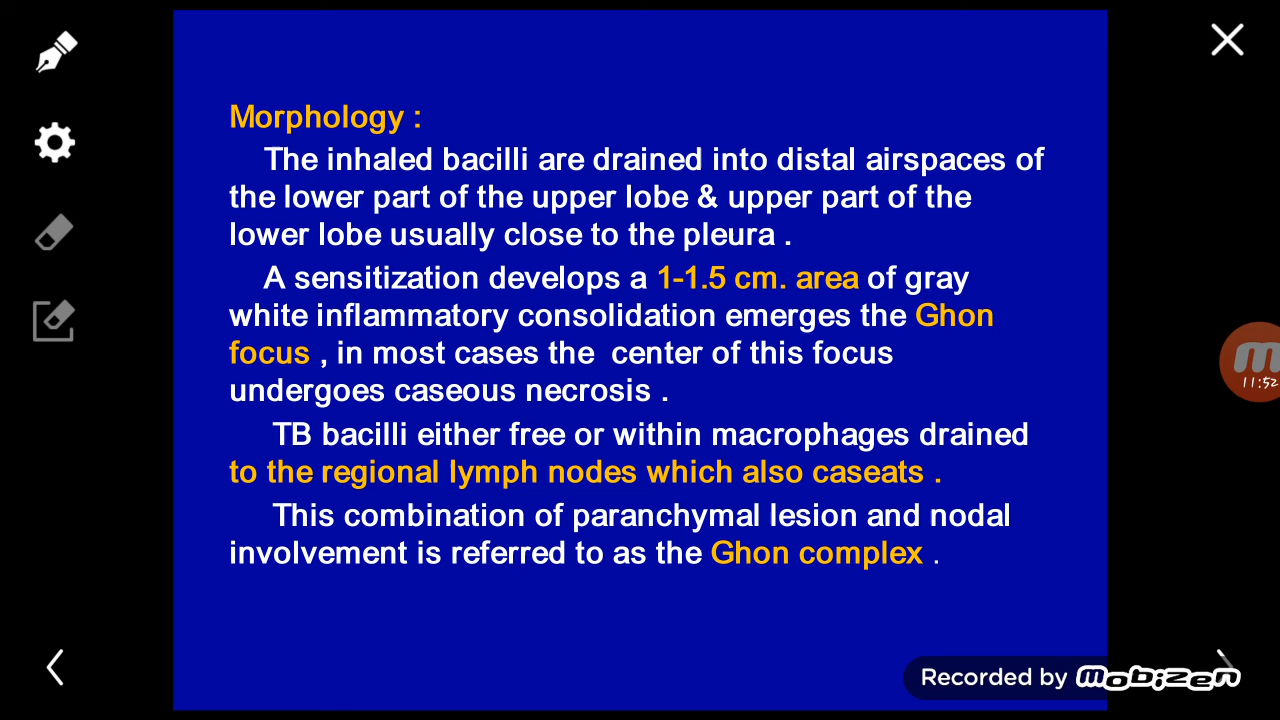 Morphology :
The inhaled bacilli are drained into distal airspaces of
the lower part of the upper lobe & upper part of the
lower lobe usually close to the pleura .
A sensitization develops a 1-1.5 cm. area of gray
white inflammatory consolidation emerges the Ghon
focus , in most cases the center of this focus
undergoes caseous necrosis .
TB bacilli either free or within macrophages drained
to the regional lymph nodes which also caseats .
This combination of paranchymal lesion and nodal
involvement is referred to as the Ghon complex .
11:52
Recorded by Mobizen